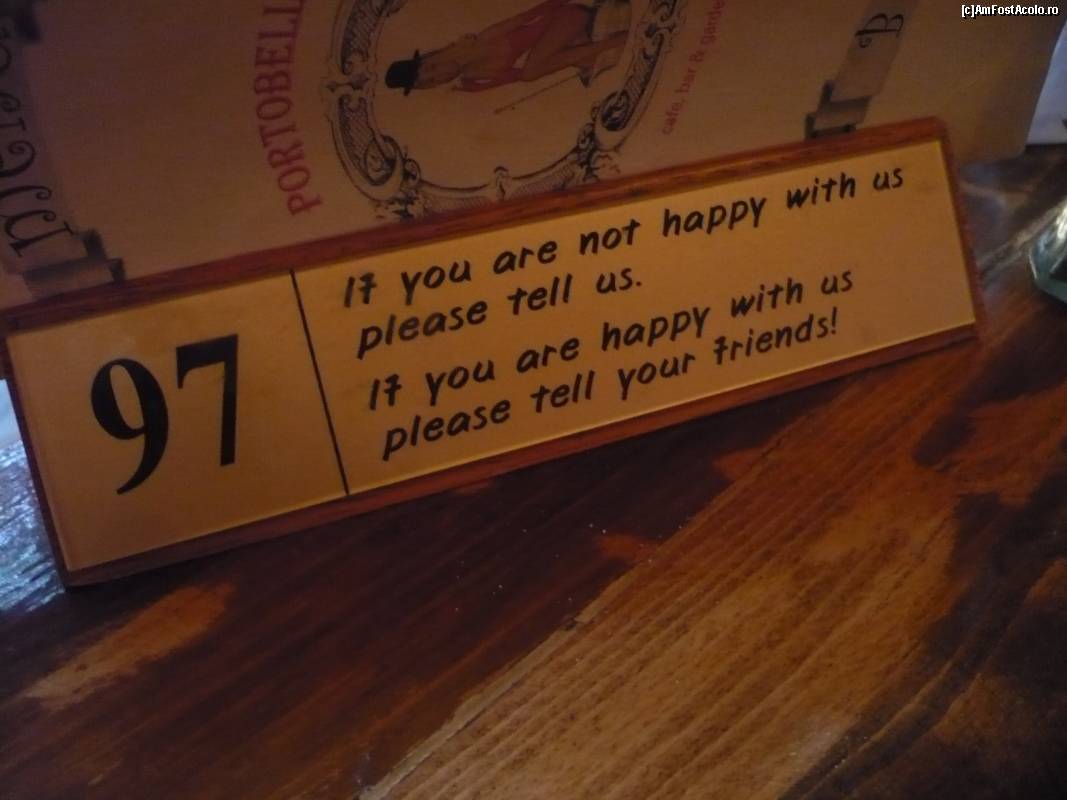 [c]AmFostAcolo.ro
PORTOBELL
cafe, bar &
B
97
If you are not happy with us
please tell us.
If you are happy with us
please tell your friends!